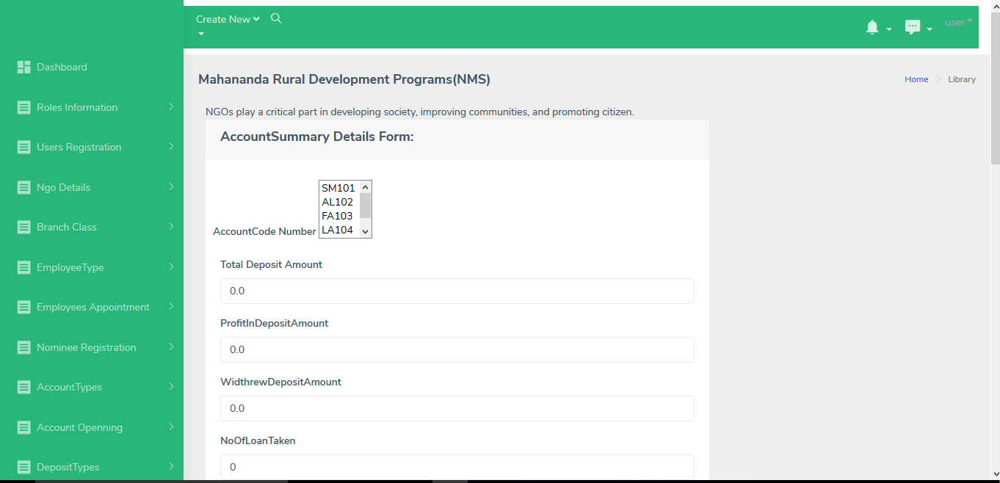 Create New
user
Dashboard
Roles Information
Users Registration
Ngo Details
Branch Class
EmployeeType
Employees Appointment
Nominee Registration
AccountTypes
Account Openning
DepositTypes
Mahananda Rural Development Programs(NMS)
Home
Library
NGOs play a critical part in developing society, improving communities, and promoting citizen.
AccountSummary Details Form:
SM101
AL102
FA103
LA104
AccountCode Number
Total Deposit Amount
0.0
ProfitInDepositAmount
0.0
WidthrewDepositAmount
0.0
NoOfLoanTaken
0